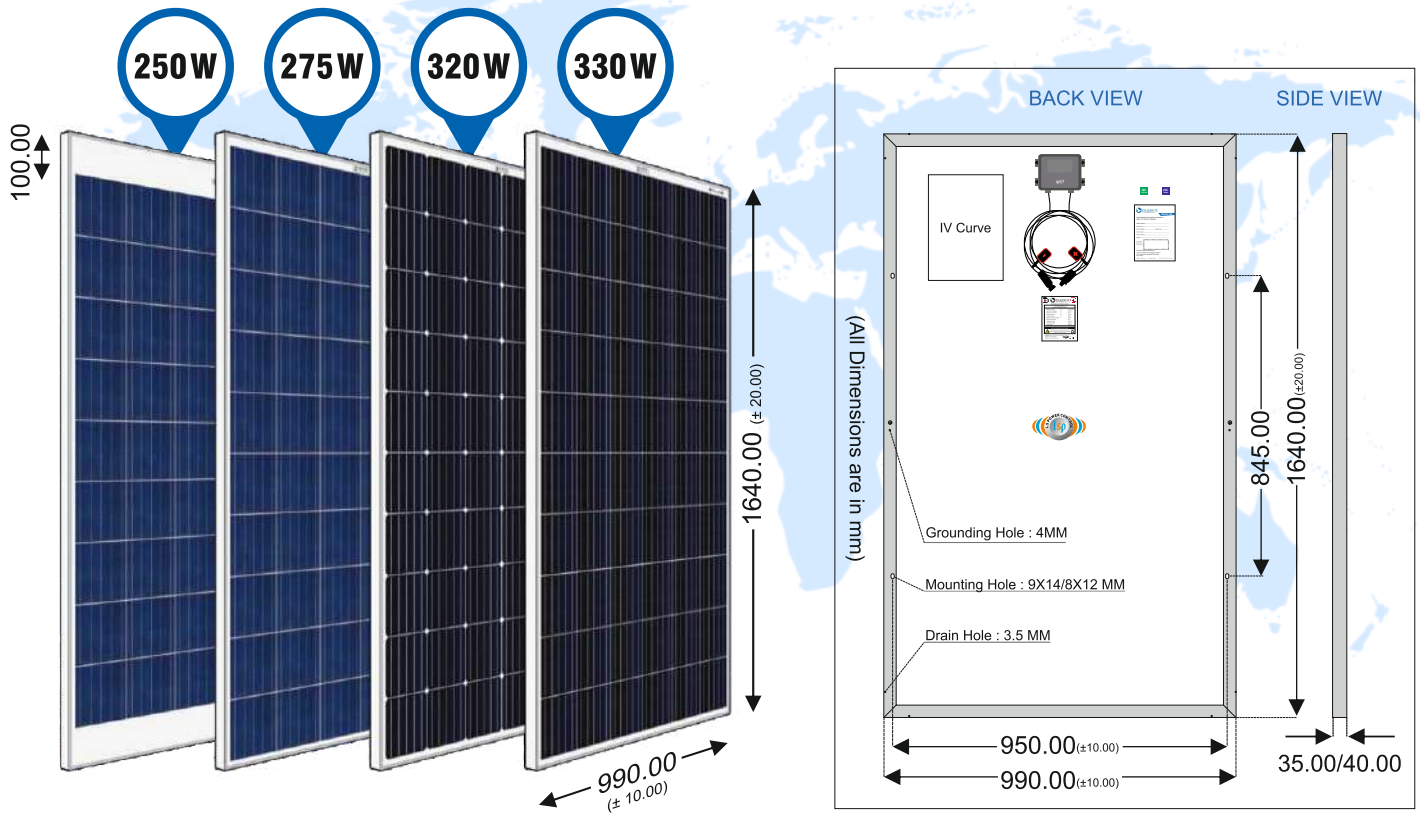 250W
275W
320W
330W
100.00
1640.00 (± 20.00)
990.00
(± 10.00)
BACK VIEW
SIDE VIEW
IV Curve
(All Dimensions are in mm)
Grounding Hole : 4MM
Mounting Hole : 9X14/8X12 MM
Drain Hole : 3.5 MM
845.00
1640.00(±20.00)
950.00(±10.00)
990.00(±10.00)
35.00/40.00